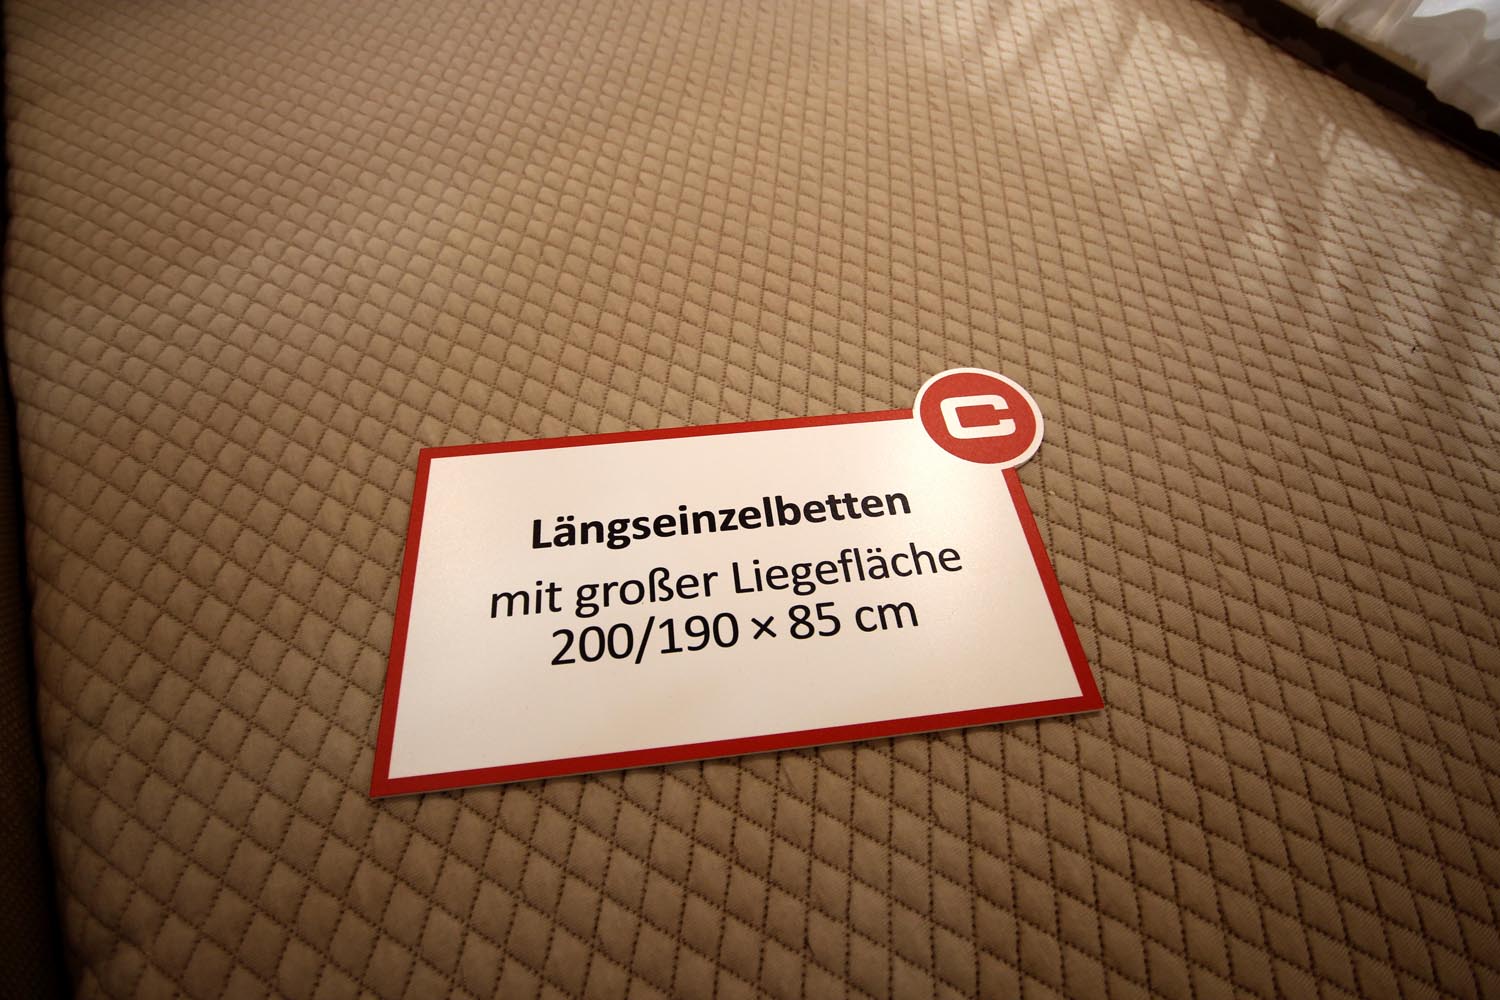 C
Längseinzelbetten
mit großer Liegefläche
200/190 × 85 cm